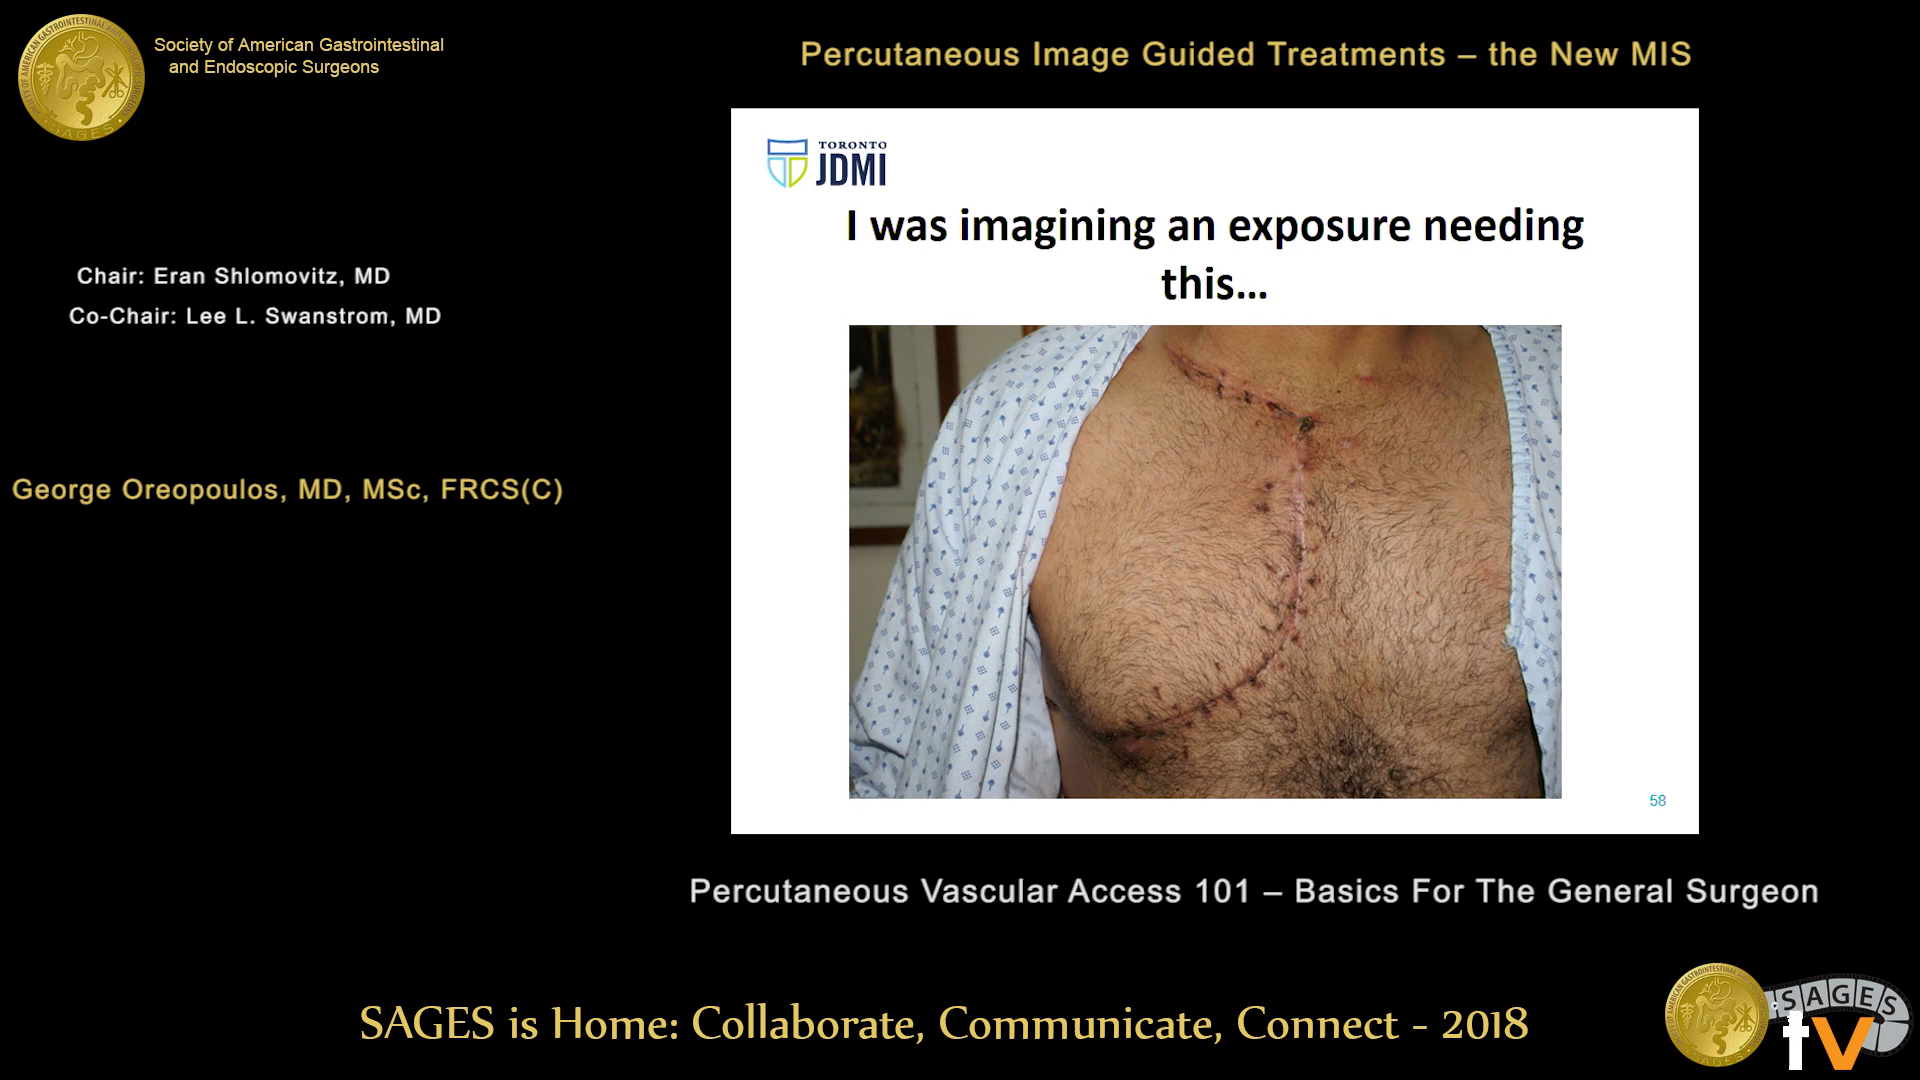 Society of American Gastrointestinal
and Endoscopic Surgeons
Percutaneous Image Guided Treatments – the New MIS
Chair: Eran Shlomovitz, MD
Co-Chair: Lee L. Swanstrom, MD
George Oreopoulos, MD, MSc, FRCS(C)
TORONTO
JDMI
I was imagining an exposure needing
this...
58
Percutaneous Vascular Access 101 – Basics For The General Surgeon
SAGES is Home: Collaborate, Communicate, Connect - 2018
SAGES
tv